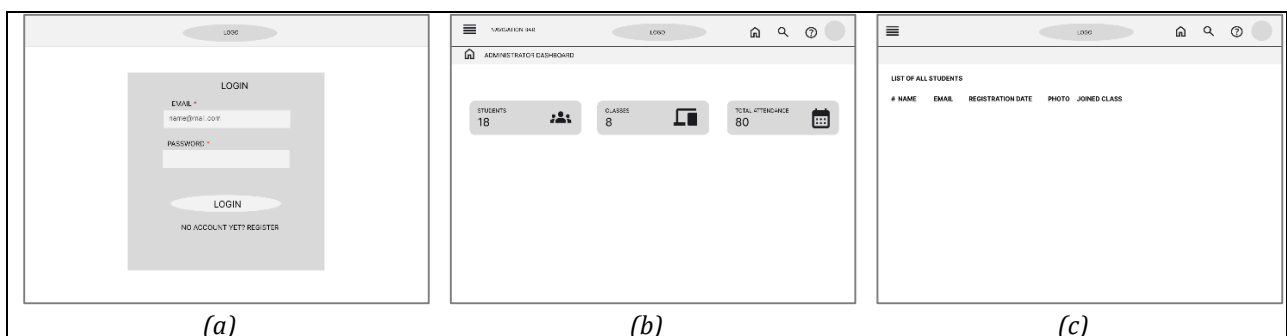 LOGO
LOGIN
EMAIL *
name@mail.com
PASSWORD *
LOGIN
NO ACCOUNT YET? REGISTER
(a)
NAVIGATION BAR
LOGO
ADMINISTRATOR DASHBOARD
STUDENTS
18
CLASSES
8
TOTAL ATTENDANCE
80
(b)
LOGO
LIST OF ALL STUDENTS
# NAME EMAIL REGISTRATION DATE PHOTO JOINED CLASS
(c)